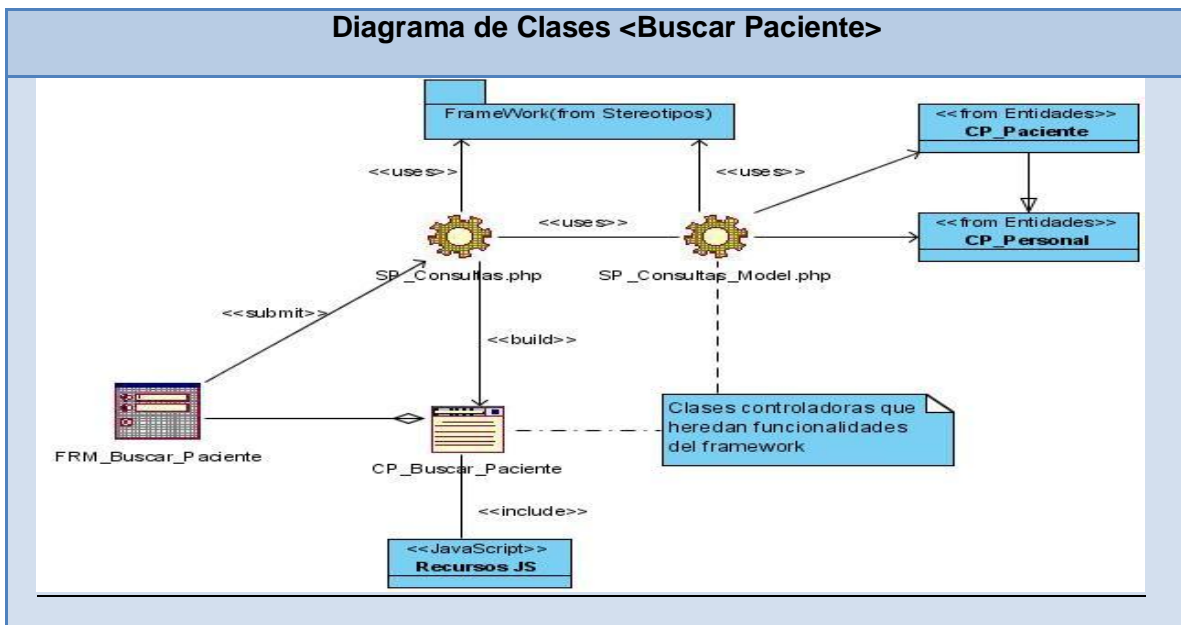 Diagrama de Clases <Buscar Paciente>
FrameWork(from Stereotipos)
<<from Entidades>>
CP_Paciente
<<uses>>
<<uses>>
<<uses>>
<<from Entidades>>
CP_Personal
SP_Consultas.php
SP_Consultas_Model.php
<<submit>>
<<build>>
Clases controladoras que
heredan funcionalidades
del framework
FRM_Buscar_Paciente
CP_Buscar_Paciente
<<include>>
<<JavaScript>>
Recursos JS